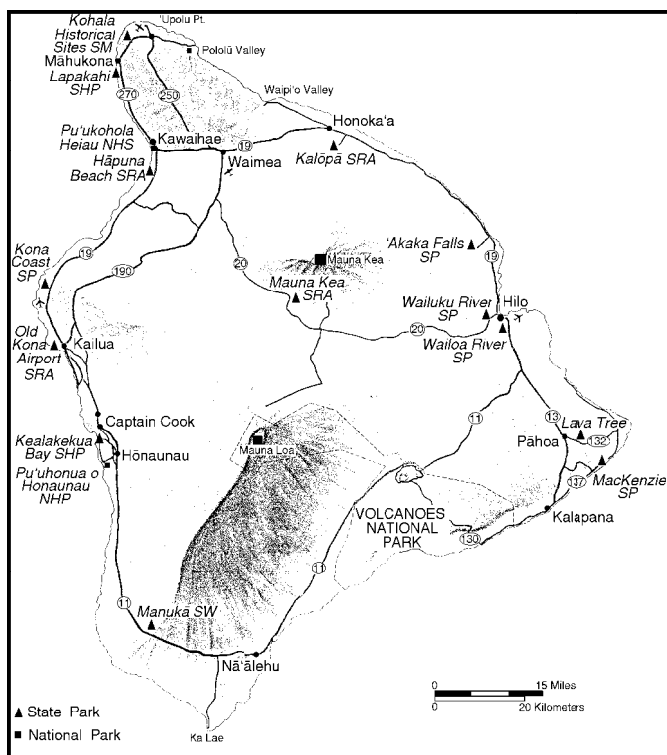 Kohala
Historical
Sites SM
'Upolu Pt.
Pololū Valley
Māhukona
Lapakahi
SHP
270
250
Waipi'o Valley
Honoka'a
Pu'ukohola
Heiau NHS
Kawaihae
19
Waimea
Kalōpā SRA
Hāpuna
Beach SRA
Kona
Coast
SP
19
190
20
Mauna Kea
Mauna Kea
SRA
'Akaka Falls
SP
19
Wailuku River
SP
Hilo
20
Wailoa River
SP
Old
Kona
Airport
SRA
Kailua
Captain Cook
Kealakekua
Bay SHP
Hōnaunau
Pu'uhonua o
Honaunau
NHP
Mauna Loa
11
13
Lava Tree
132
Pāhoa
MacKenzie
SP
137
VOLCANOES
NATIONAL
PARK
Kalapana
130
11
11
Manukā SW
Nā'ālehu
Ka Lae
0 15 Miles
0 20 Kilometers
State Park
National Park